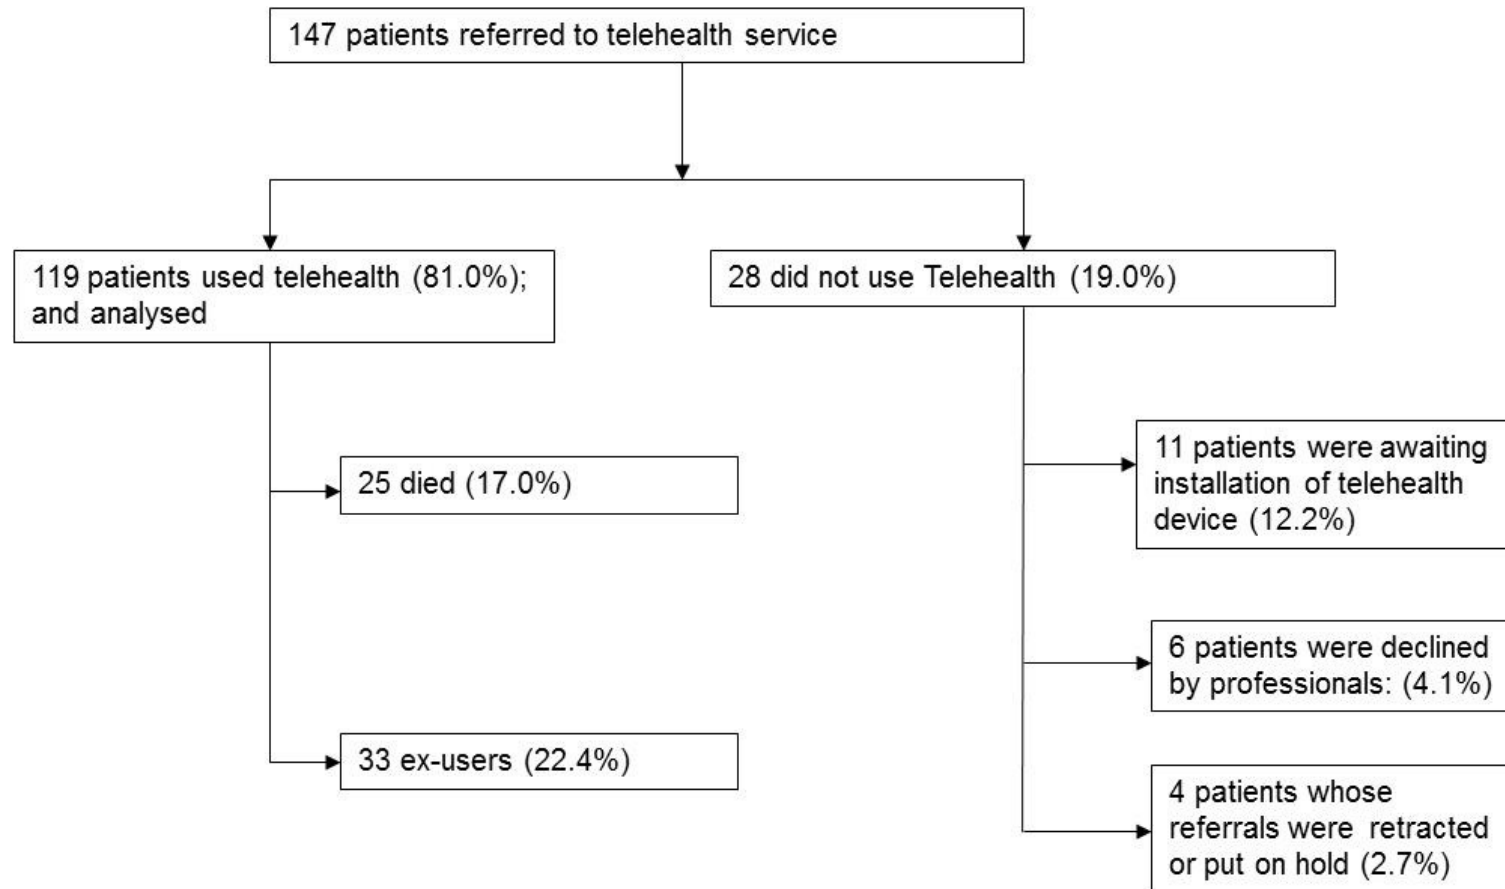 147 patients referred to telehealth service
119 patients used telehealth (81.0%);
and analysed
28 did not use Telehealth (19.0%)
25 died (17.0%)
33 ex-users (22.4%)
11 patients were awaiting
installation of telehealth
device (12.2%)
6 patients were declined
by professionals: (4.1%)
4 patients whose
referrals were retracted
or put on hold (2.7%)